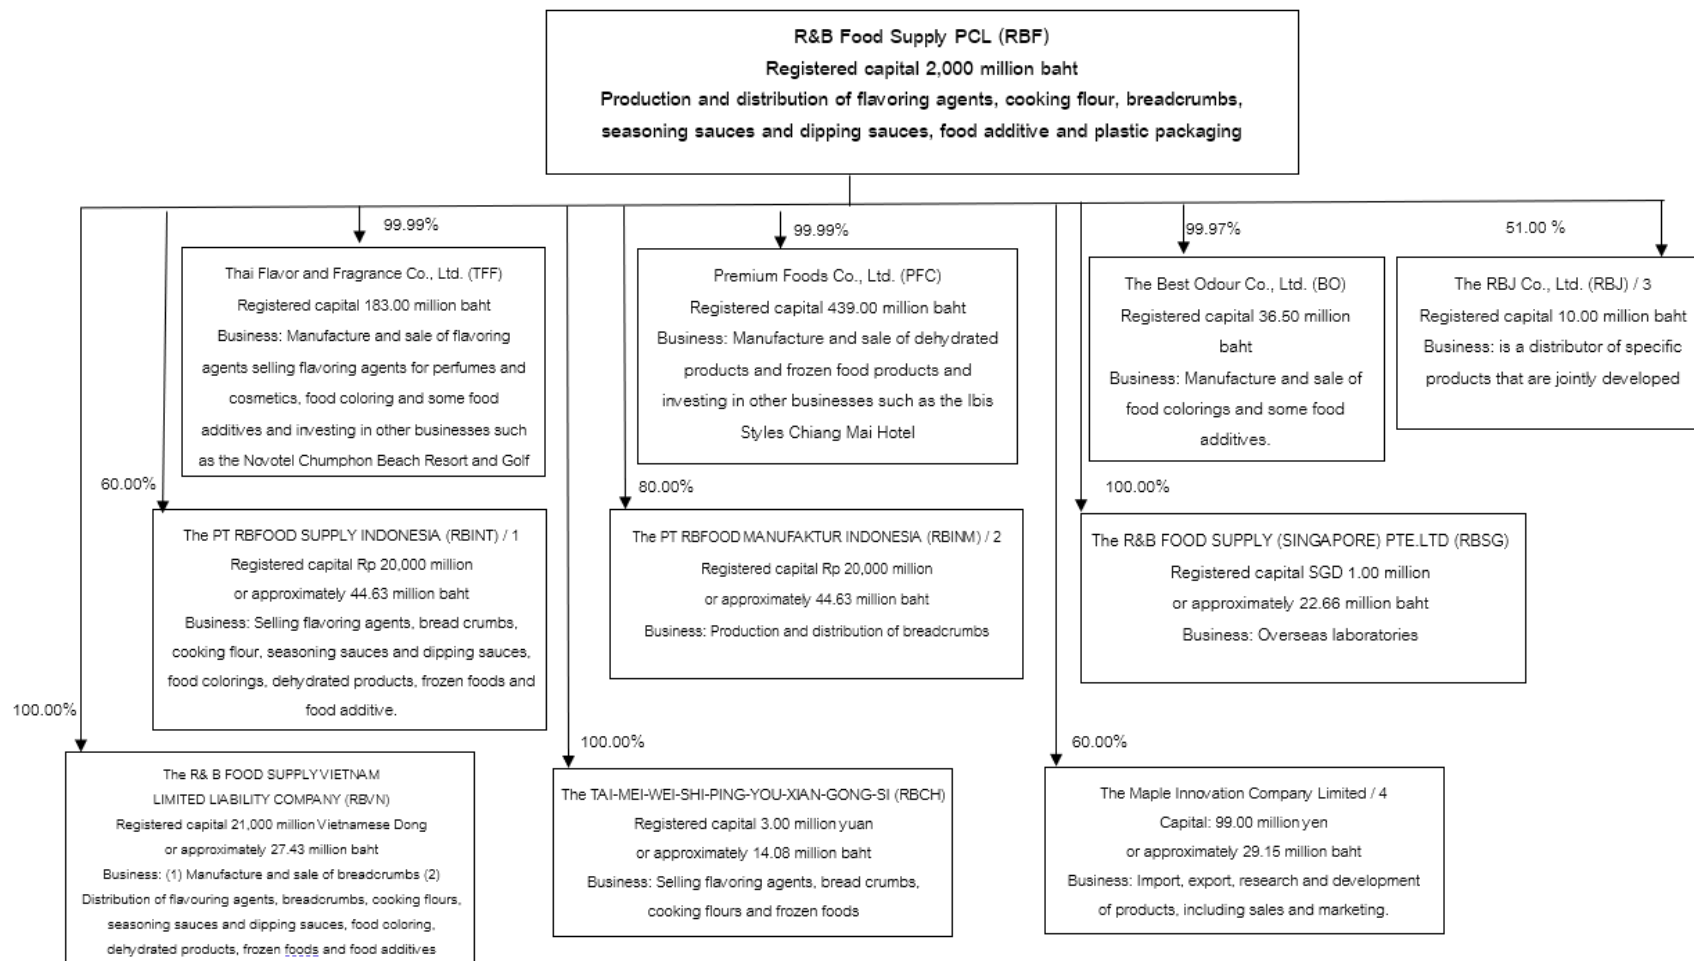 R&B Food Supply PCL (RBF)
Registered capital 2,000 million baht
Production and distribution of flavoring agents, cooking flour, breadcrumbs,
seasoning sauces and dipping sauces, food additive and plastic packaging
99.99%
Thai Flavor and Fragrance Co., Ltd. (TFF)
Registered capital 183.00 million baht
Business: Manufacture and sale of flavoring
agents selling flavoring agents for perfumes and
cosmetics, food coloring and some food
additives and investing in other businesses such
as the Novotel Chumphon Beach Resort and Golf
99.99%
Premium Foods Co., Ltd. (PFC)
Registered capital 439.00 million baht
Business: Manufacture and sale of dehydrated
products and frozen food products and
investing in other businesses such as the Ibis
Styles Chiang Mai Hotel
99.97%
The Best Odour Co., Ltd. (BO)
Registered capital 36.50 million
baht
Business: Manufacture and sale of
food colorings and some food
additives.
51.00 %
The RBJ Co., Ltd. (RBJ) / 3
Registered capital 10.00 million baht
Business: is a distributor of specific
products that are jointly developed
60.00%
The PT RBFOOD SUPPLY INDONESIA (RBINT) / 1
Registered capital Rp 20,000 million
or approximately 44.63 million baht
Business: Selling flavoring agents, bread crumbs,
cooking flour, seasoning sauces and dipping sauces,
food colorings, dehydrated products, frozen foods and
food additive.
80.00%
The PT RBFOOD MANUFAKTUR INDONESIA (RBINM) / 2
Registered capital Rp 20,000 million
or approximately 44.63 million baht
Business: Production and distribution of breadcrumbs
100.00%
The R&B FOOD SUPPLY (SINGAPORE) PTE.LTD (RBSG)
Registered capital SGD 1.00 million
or approximately 22.66 million baht
Business: Overseas laboratories
100.00%
The R& B FOOD SUPPLY VIETNAM
LIMITED LIABILITY COMPANY (RBVN)
Registered capital 21,000 million Vietnamese Dong
or approximately 27.43 million baht
Business: (1) Manufacture and sale of breadcrumbs (2)
Distribution of flavouring agents, breadcrumbs, cooking flours,
seasoning sauces and dipping sauces, food coloring,
dehydrated products, frozen foods and food additives
100.00%
The TAI-MEI-WEI-SHI-PING-YOU-XIAN-GONG-SI (RBCH)
Registered capital 3.00 million yuan
or approximately 14.08 million baht
Business: Selling flavoring agents, bread crumbs,
cooking flours and frozen foods
60.00%
The Maple Innovation Company Limited / 4
Capital: 99.00 million yen
or approximately 29.15 million baht
Business: Import, export, research and development
of products, including sales and marketing.